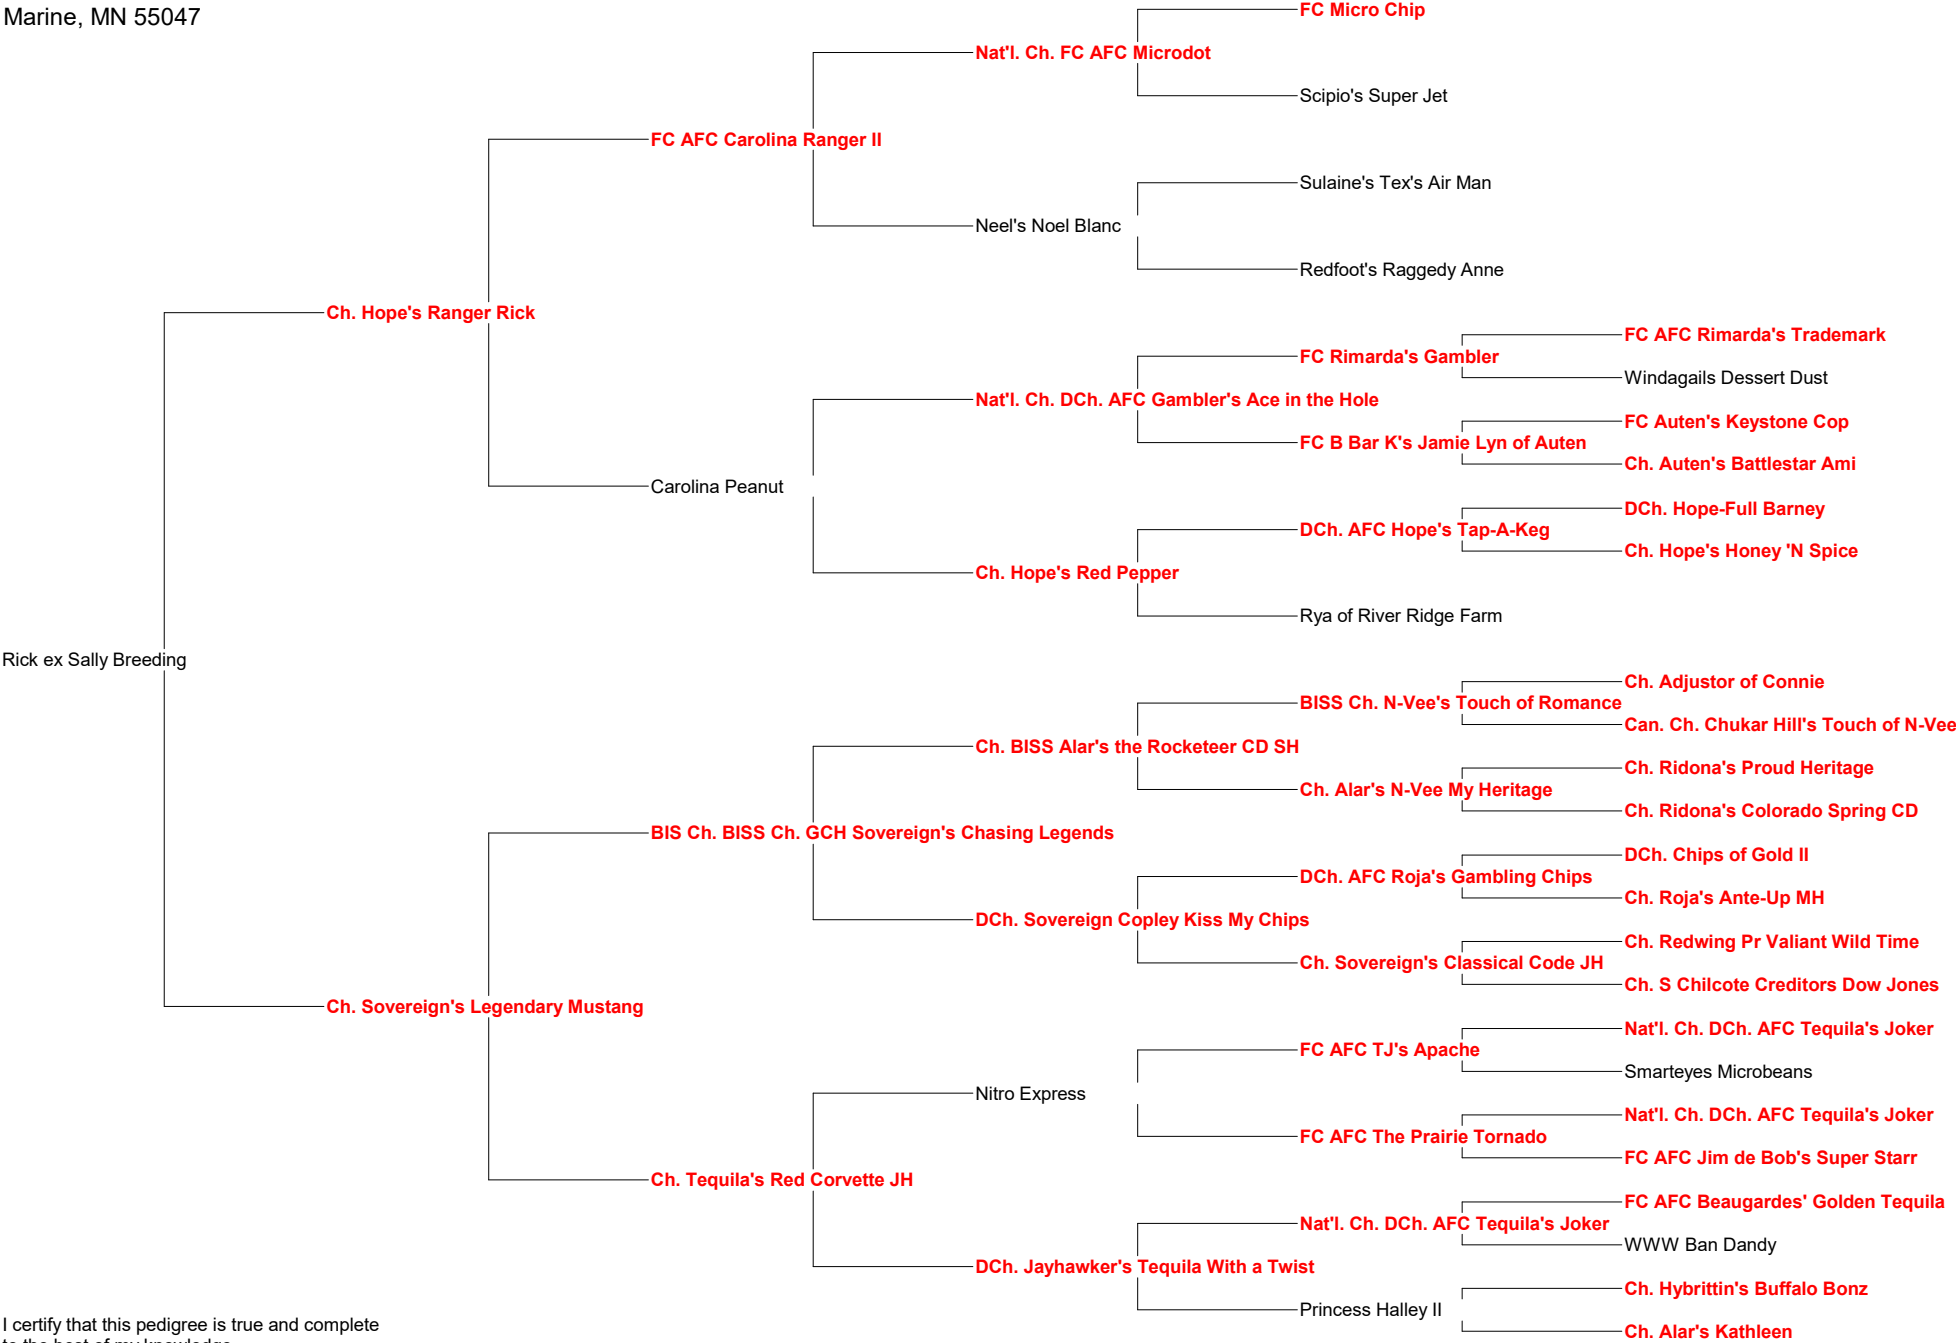 Marine, MN 55047
FC Micro Chip
Nat'l. Ch. FC AFC Microdot
Scipio's Super Jet
FC AFC Carolina Ranger II
Sulaine's Tex's Air Man
Neel's Noel Blanc
Redfoot's Raggedy Anne
Ch. Hope's Ranger Rick
FC AFC Rimarda's Trademark
FC Rimarda's Gambler
Windagails Dessert Dust
Nat'l. Ch. DCh. AFC Gambler's Ace in the Hole
FC Auten's Keystone Cop
FC B Bar K's Jamie Lyn of Auten
Ch. Auten's Battlestar Ami
Carolina Peanut
DCh. Hope-Full Barney
DCh. AFC Hope's Tap-A-Keg
Ch. Hope's Honey 'N Spice
Ch. Hope's Red Pepper
Rya of River Ridge Farm
Rick ex Sally Breeding
Ch. Adjustor of Connie
BISS Ch. N-Vee's Touch of Romance
Can. Ch. Chukar Hill's Touch of N-Vee
Ch. BISS Alar's the Rocketeer CD SH
Ch. Ridona's Proud Heritage
Ch. Alar's N-Vee My Heritage
Ch. Ridona's Colorado Spring CD
BIS Ch. BISS Ch. GCH Sovereign's Chasing Legends
DCh. Chips of Gold II
DCh. AFC Roja's Gambling Chips
Ch. Roja's Ante-Up MH
DCh. Sovereign Copley Kiss My Chips
Ch. Redwing Pr Valiant Wild Time
Ch. Sovereign's Classical Code JH
Ch. S Chilcote Creditors Dow Jones
Ch. Sovereign's Legendary Mustang
Nat'l. Ch. DCh. AFC Tequila's Joker
FC AFC TJ's Apache
Smarteyes Microbeans
Nitro Express
Nat'l. Ch. DCh. AFC Tequila's Joker
FC AFC The Prairie Tornado
FC AFC Jim de Bob's Super Starr
Ch. Tequila's Red Corvette JH
FC AFC Beaugardes' Golden Tequila
Nat'l. Ch. DCh. AFC Tequila's Joker
WWW Ban Dandy
DCh. Jayhawker's Tequila With a Twist
Ch. Hybrittin's Buffalo Bonz
Princess Halley II
Ch. Alar's Kathleen
I certify that this pedigree is true and complete
to the best of my knowledge